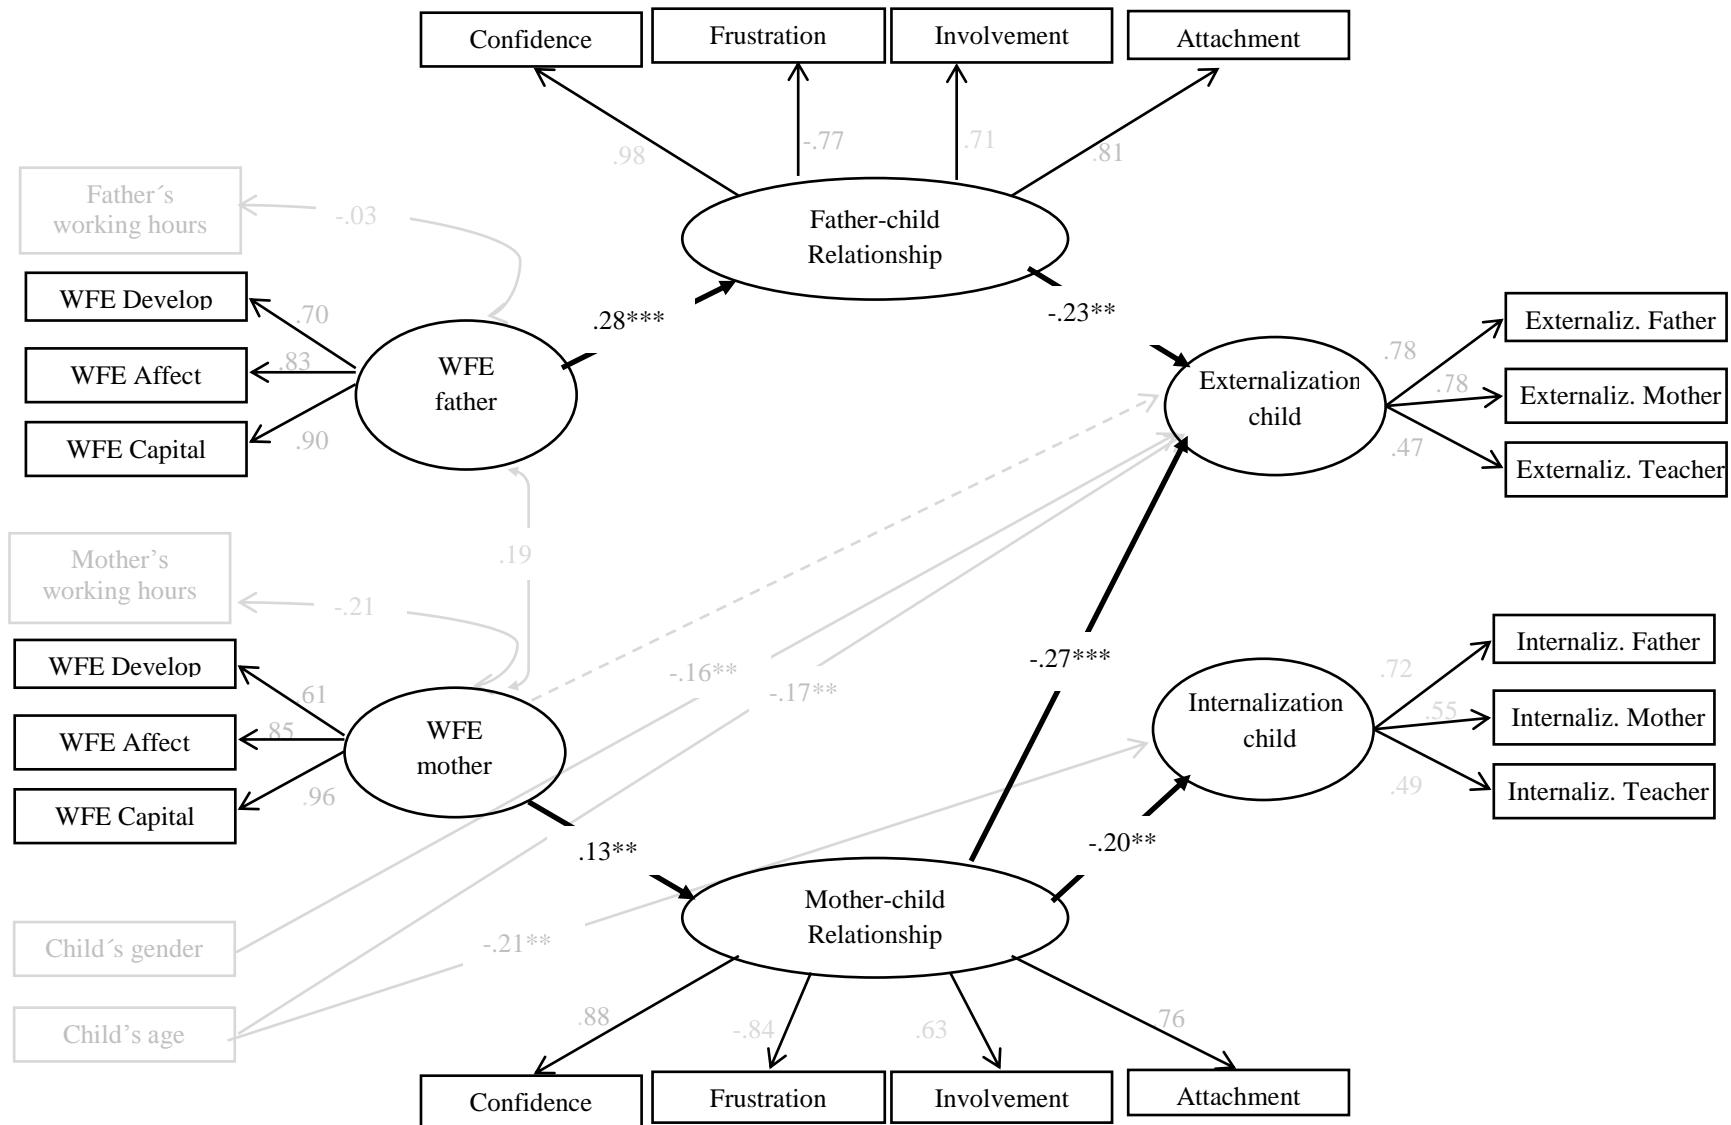 Confidence
Frustration
Involvement
Attachment
.98
-.77
.71
.81
Father´s
working hours
-.03
Father-child
Relationship
WFE Develop
.70
WFE Affect
.83
WFE Capital
.90
WFE
father
.28***
-.23**
Externalization
child
.78
.78
.47
Externaliz. Father
Externaliz. Mother
Externaliz. Teacher
.19
Mother’s
working hours
-.21
WFE Develop
.61
WFE Affect
.85
WFE Capital
.96
WFE
mother
-.16**
-.17**
-.27***
Internalization
child
.72
.55
.49
Internaliz. Father
Internaliz. Mother
Internaliz. Teacher
.13**
-.20**
Child´s gender
-.21**
Child’s age
Mother-child
Relationship
.88
-.84
.63
.76
Confidence
Frustration
Involvement
Attachment